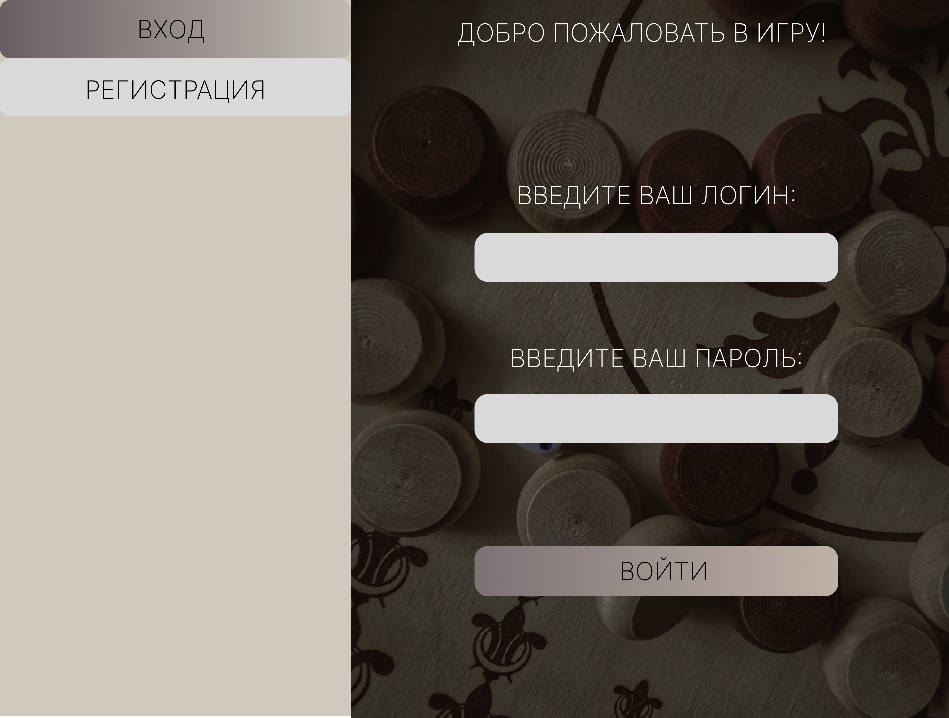 ВХОД
РЕГИСТРАЦИЯ
ДОБРО ПОЖАЛОВАТЬ В ИГРУ!
ВВЕДИТЕ ВАШ ЛОГИН:
ВВЕДИТЕ ВАШ ПАРОЛЬ:
ВОЙТИ